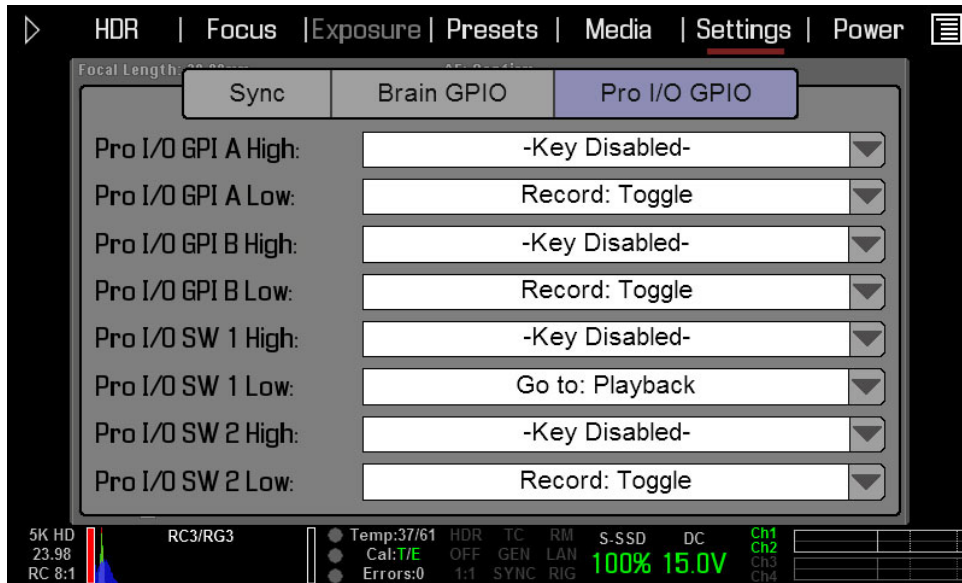 HDR | Focus | Exposure | Presets | Media | Settings | Power
Focal Length:
Sync Brain GPIO Pro I/O GPIO
Pro I/O GPI A High: -Key Disabled-
Pro I/O GPI A Low: Record: Toggle
Pro I/O GPI B High: -Key Disabled-
Pro I/O GPI B Low: Record: Toggle
Pro I/O SW 1 High: -Key Disabled-
Pro I/O SW 1 Low: Go to: Playback
Pro I/O SW 2 High: -Key Disabled-
Pro I/O SW 2 Low: Record: Toggle
5K HD RC3/RG3 Temp:37/61 HDR TC RM S-SSD DC Ch1
23.98 Cal:T/E OFF GEN LAN 100% 15.0V Ch2
RC 8:1 Errors:0 1:1 SYNC RIG Ch3
Ch4